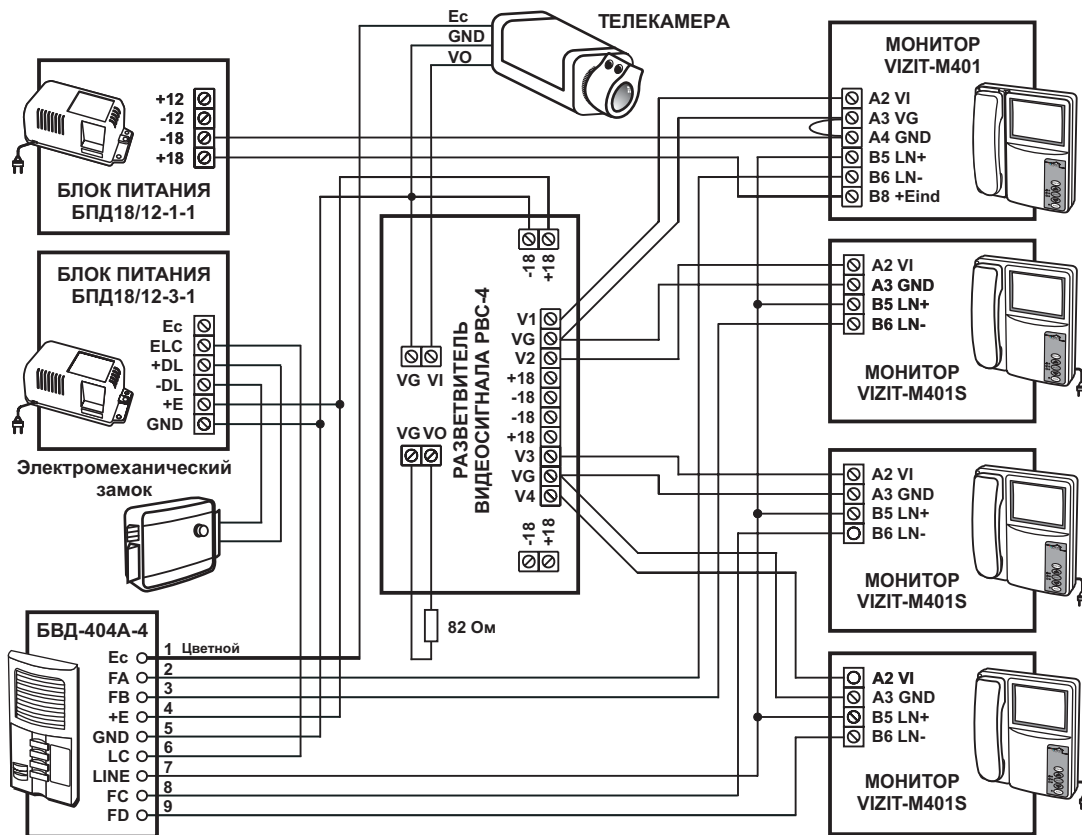 Ec
GND
VO
ТЕЛЕКАМЕРА
+12
-12
-18
+18
БЛОК ПИТАНИЯ
БПД18/12-1-1
БЛОК ПИТАНИЯ
БПД18/12-3-1
Ec
ELC
+DL
-DL
+E
GND
Электромеханический
замок
БВД-404А-4
Ec
FA
FB
+E
GND
LC
LINE
FC
FD
1 Цветной
2
3
4
5
6
7
8
9
-18
+18
VG VI
VG VO
РАЗВЕТВИТЕЛЬ
ВИДЕОСИГНАЛА РВС-4
V1
VG
V2
+18
-18
-18
+18
V3
VG
V4
-18
+18
82 Ом
МОНИТОР
VIZIT-M401
A2 VI
A3 VG
A4 GND
B5 LN+
B6 LN-
B8 +Eind
A2 VI
A3 GND
B5 LN+
B6 LN-
МОНИТОР
VIZIT-M401S
A2 VI
A3 GND
B5 LN+
B6 LN-
МОНИТОР
VIZIT-M401S
A2 VI
A3 GND
B5 LN+
B6 LN-
МОНИТОР
VIZIT-M401S